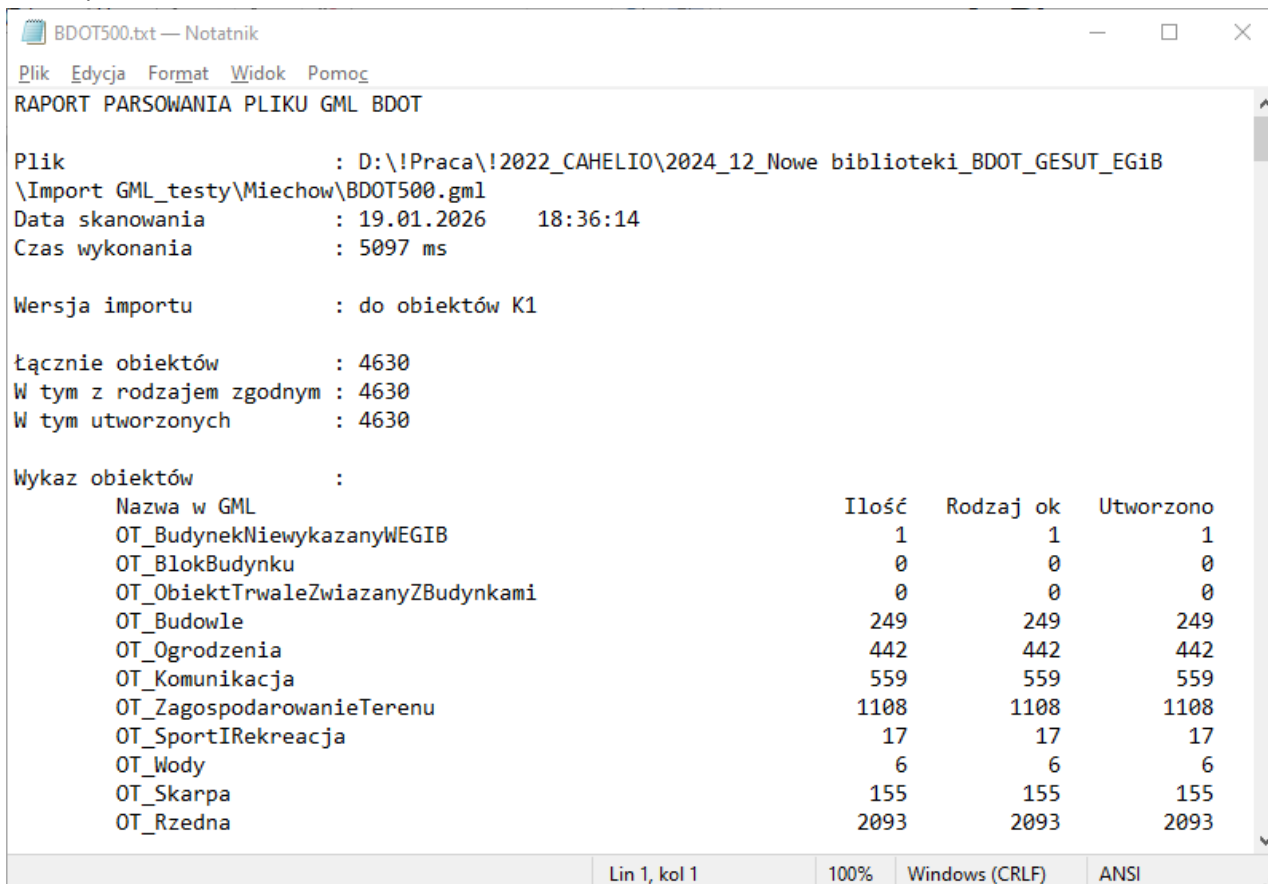 BDOT500.txt — Notatnik
Plik Edycja Format Widok Pomoc
RAPORT PARSOWANIA PLIKU GML BDOT
Plik : D:\!Praca\!2022_CAHELIO\2024_12_Nowe biblioteki_BDOT_GESUT_EGiB
\Import GML_testy\Miechow\BDOT500.gml
Data skanowania : 19.01.2026 18:36:14
Czas wykonania : 5097 ms
Wersja importu : do obiektów K1
Łącznie obiektów : 4630
W tym z rodzajem zgodnym : 4630
W tym utworzonych : 4630
Wykaz obiektów :
Nazwa w GML Ilość Rodzaj ok Utworzono
OT_BudynekNiewykazanyWEGIB 1 1 1
OT_BlokBudynku 0 0 0
OT_ObiektTrwaleZwiazanyZBudynkami 0 0 0
OT_Budowle 249 249 249
OT_Ogrodzenia 442 442 442
OT_Komunikacja 559 559 559
OT_ZagospodarowanieTerenu 1108 1108 1108
OT_SportIRekreacja 17 17 17
OT_Wody 6 6 6
OT_Skarpa 155 155 155
OT_Rzedna 2093 2093 2093
Lin 1, kol 1 100% Windows (CRLF) ANSI